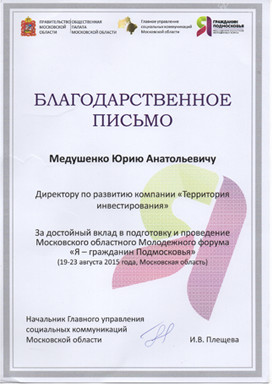 ПРАВИТЕЛЬСТВО
МОСКОВСКОЙ
ОБЛАСТИ
ОБЩЕСТВЕННАЯ
ПАЛАТА
МОСКОВСКОЙ ОБЛАСТИ
Главное управление
социальных коммуникаций
Московской области
Я ГРАЖДАНИН
ПОДМОСКОВЬЯ
БЛАГОДАРСТВЕННОЕ
ПИСЬМО
Медушенко Юрию Анатольевичу
Директору по развитию компании «Территория
инвестирования»
За достойный вклад в подготовку и проведение
Московского областного Молодежного форума
«Я – гражданин Подмосковья»
(19-23 августа 2015 года, Московская область)
Начальник Главного управления
социальных коммуникаций
Московской области
И.В. Плещева